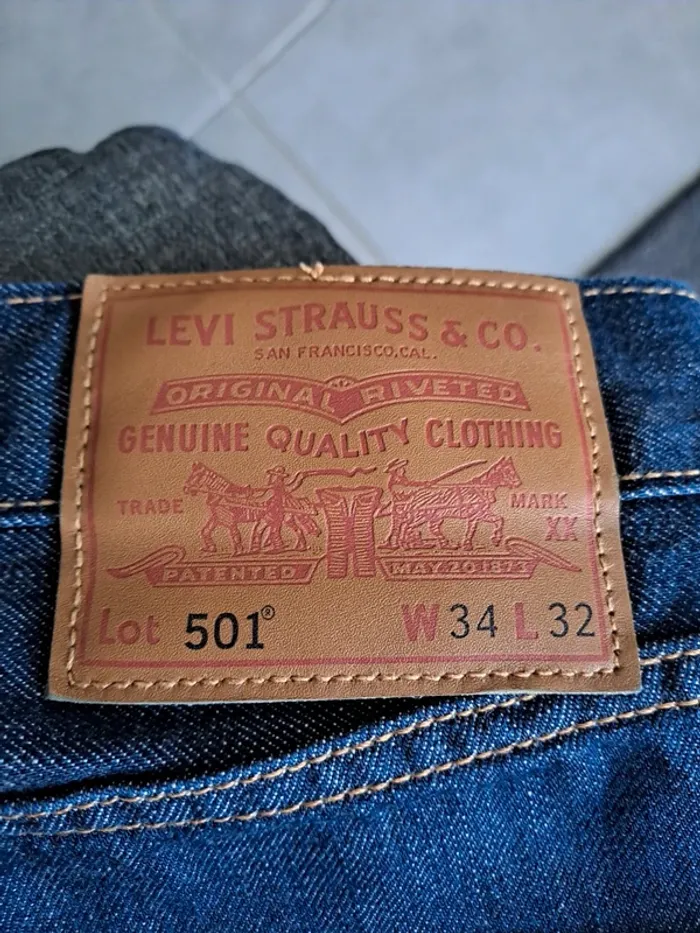 LEVI STRAUSS & CO.
SAN FRANCISCO,CAL.
ORIGINAL RIVETED
GENUINE QUALITY CLOTHING
TRADE MARK
XX
PATENTED MAY 20 1873
Lot 501® W 34 L 32